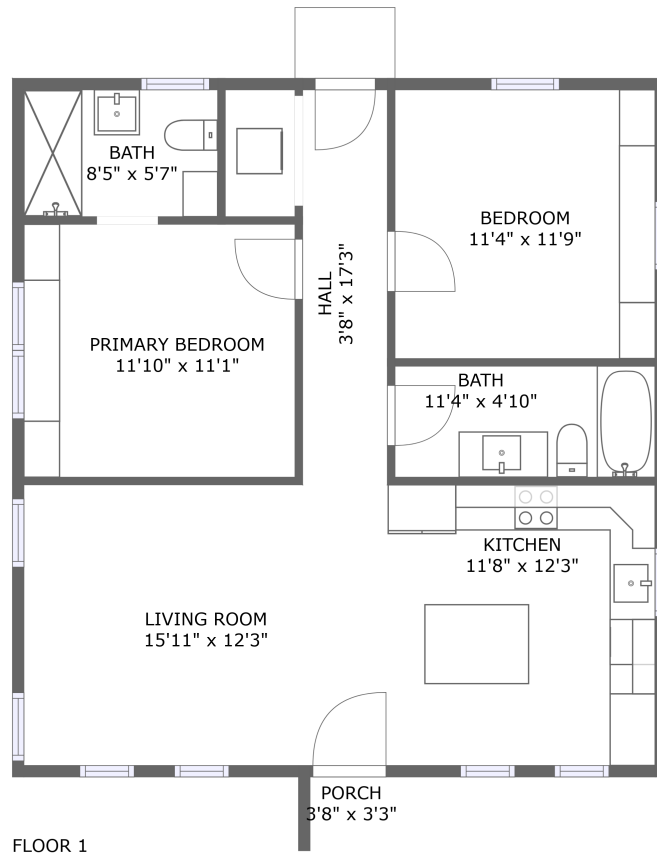 BATH
8'5" x 5'7"
BEDROOM
11'4" x 11'9"
HALL
3'8" x 17'3"
PRIMARY BEDROOM
11'10" x 11'1"
BATH
11'4" x 4'10"
KITCHEN
11'8" x 12'3"
LIVING ROOM
15'11" x 12'3"
PORCH
3'8" x 3'3"
FLOOR 1